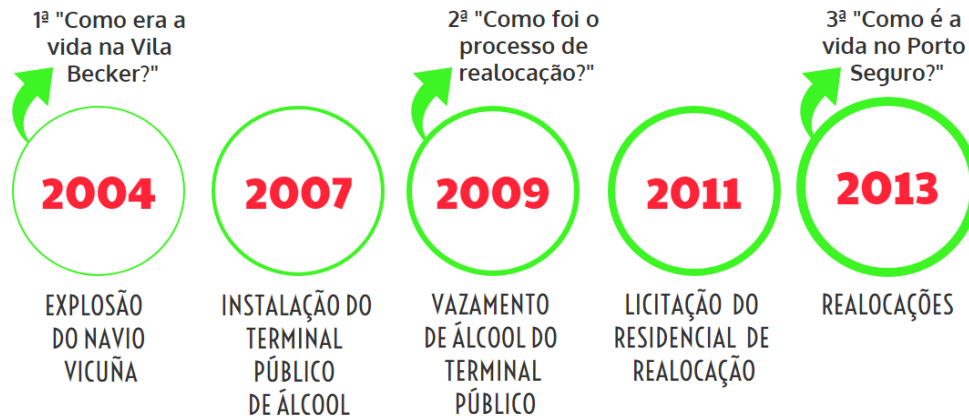 1ª "Como era a
vida na Vila
Becker?"
2ª "Como foi o
processo de
realocação?"
3ª "Como é a
vida no Porto
Seguro?"
2004
2007
2009
2011
2013
EXPLOSÃO
DO NAVIO
VICUÑA
INSTALAÇÃO DO
TERMINAL
PÚBLICO
DE ÁLCOOL
VAZAMENTO
DE ÁLCOOL DO
TERMINAL
PÚBLICO
LICITAÇÃO DO
RESIDENCIAL DE
REALOCAÇÃO
REALOCAÇÕES